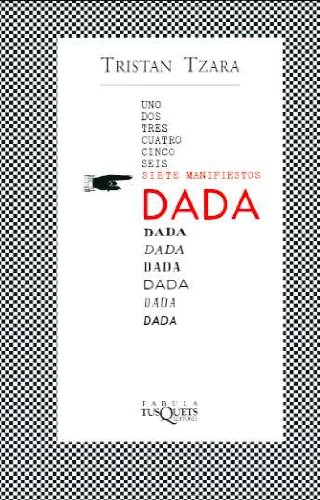 TRISTAN TZARA
UNO
DOS
TRES
CUATRO
CINCO
SEIS
SIETE MANIFIESTOS
DADA
DADA
DADA
DADA
DADA
DADA
DADA
FABULA
TUSQUETS
EDITORES